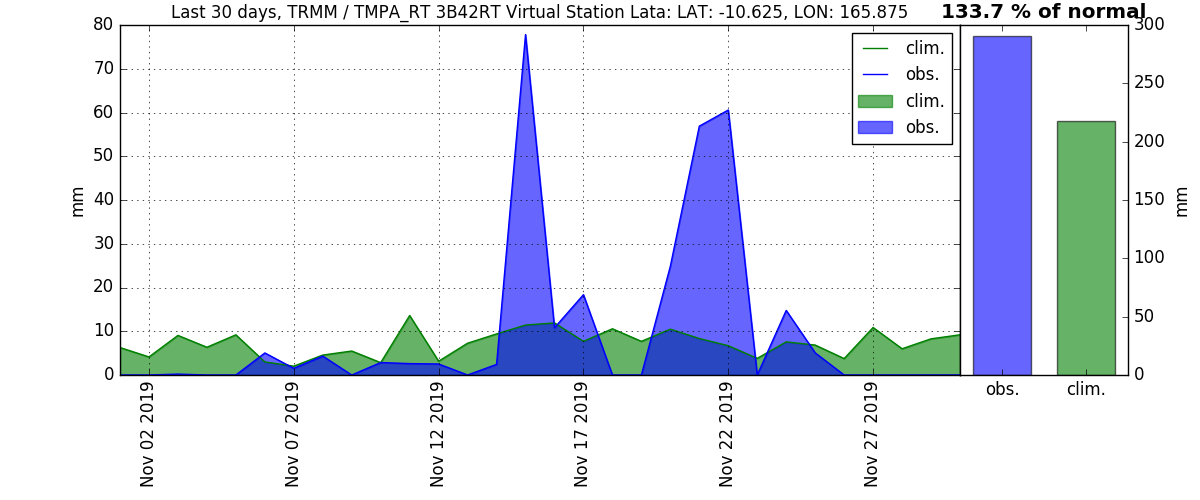 Last 30 days, TRMM / TMPA_RT 3B42RT Virtual Station Lata: LAT: -10.625, LON: 165.875
133.7 % of normal
80
70
60
50
40
30
20
10
0
mm
clim.
obs.
clim.
obs.
Nov 02 2019
Nov 07 2019
Nov 12 2019
Nov 17 2019
Nov 22 2019
Nov 27 2019
300
250
200
150
100
50
0
mm
obs.
clim.